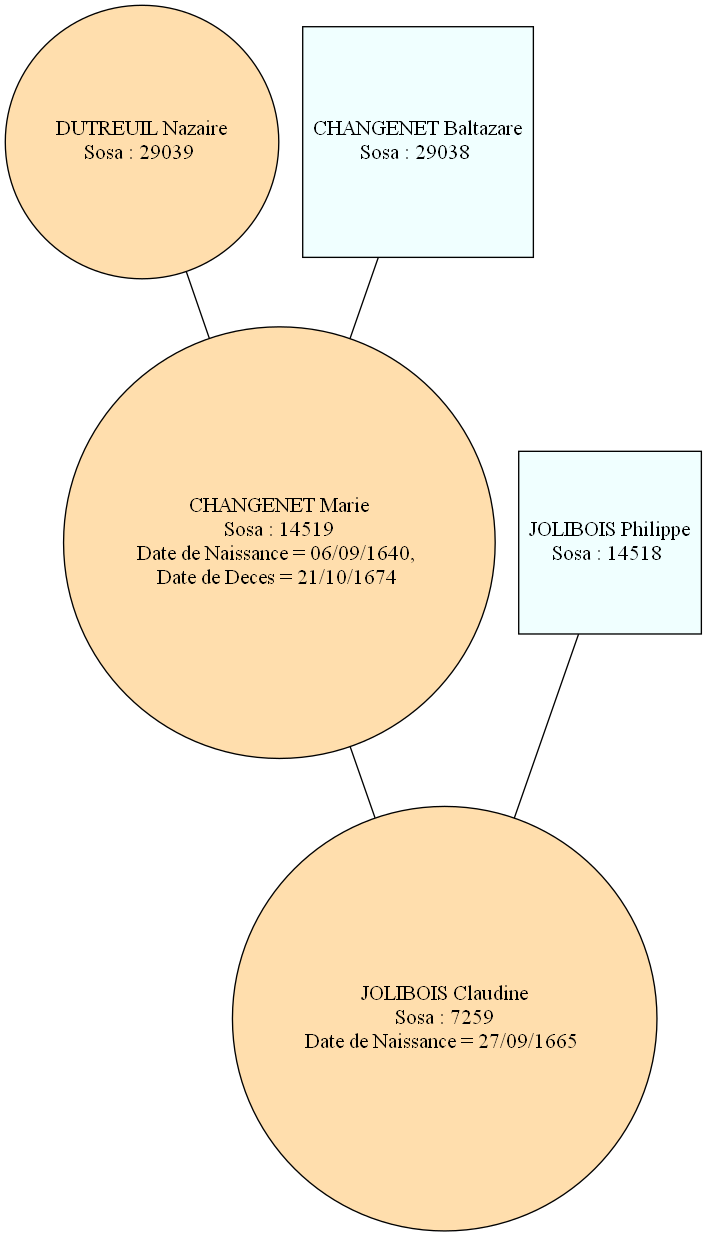 DUTREUIL Nazaire
Sosa : 29039
CHANGENET Baltazare
Sosa : 29038
CHANGENET Marie
Sosa : 14519
Date de Naissance = 06/09/1640,
Date de Deces = 21/10/1674
JOLIBOIS Philippe
Sosa : 14518
JOLIBOIS Claudine
Sosa : 7259
Date de Naissance = 27/09/1665